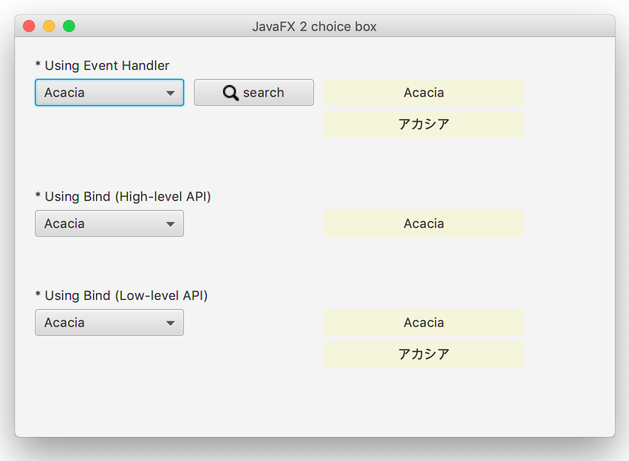 JavaFX 2 choice box
* Using Event Handler
Acacia search Acacia
アカシア
* Using Bind (High-level API)
Acacia Acacia
* Using Bind (Low-level API)
Acacia Acacia
アカシア